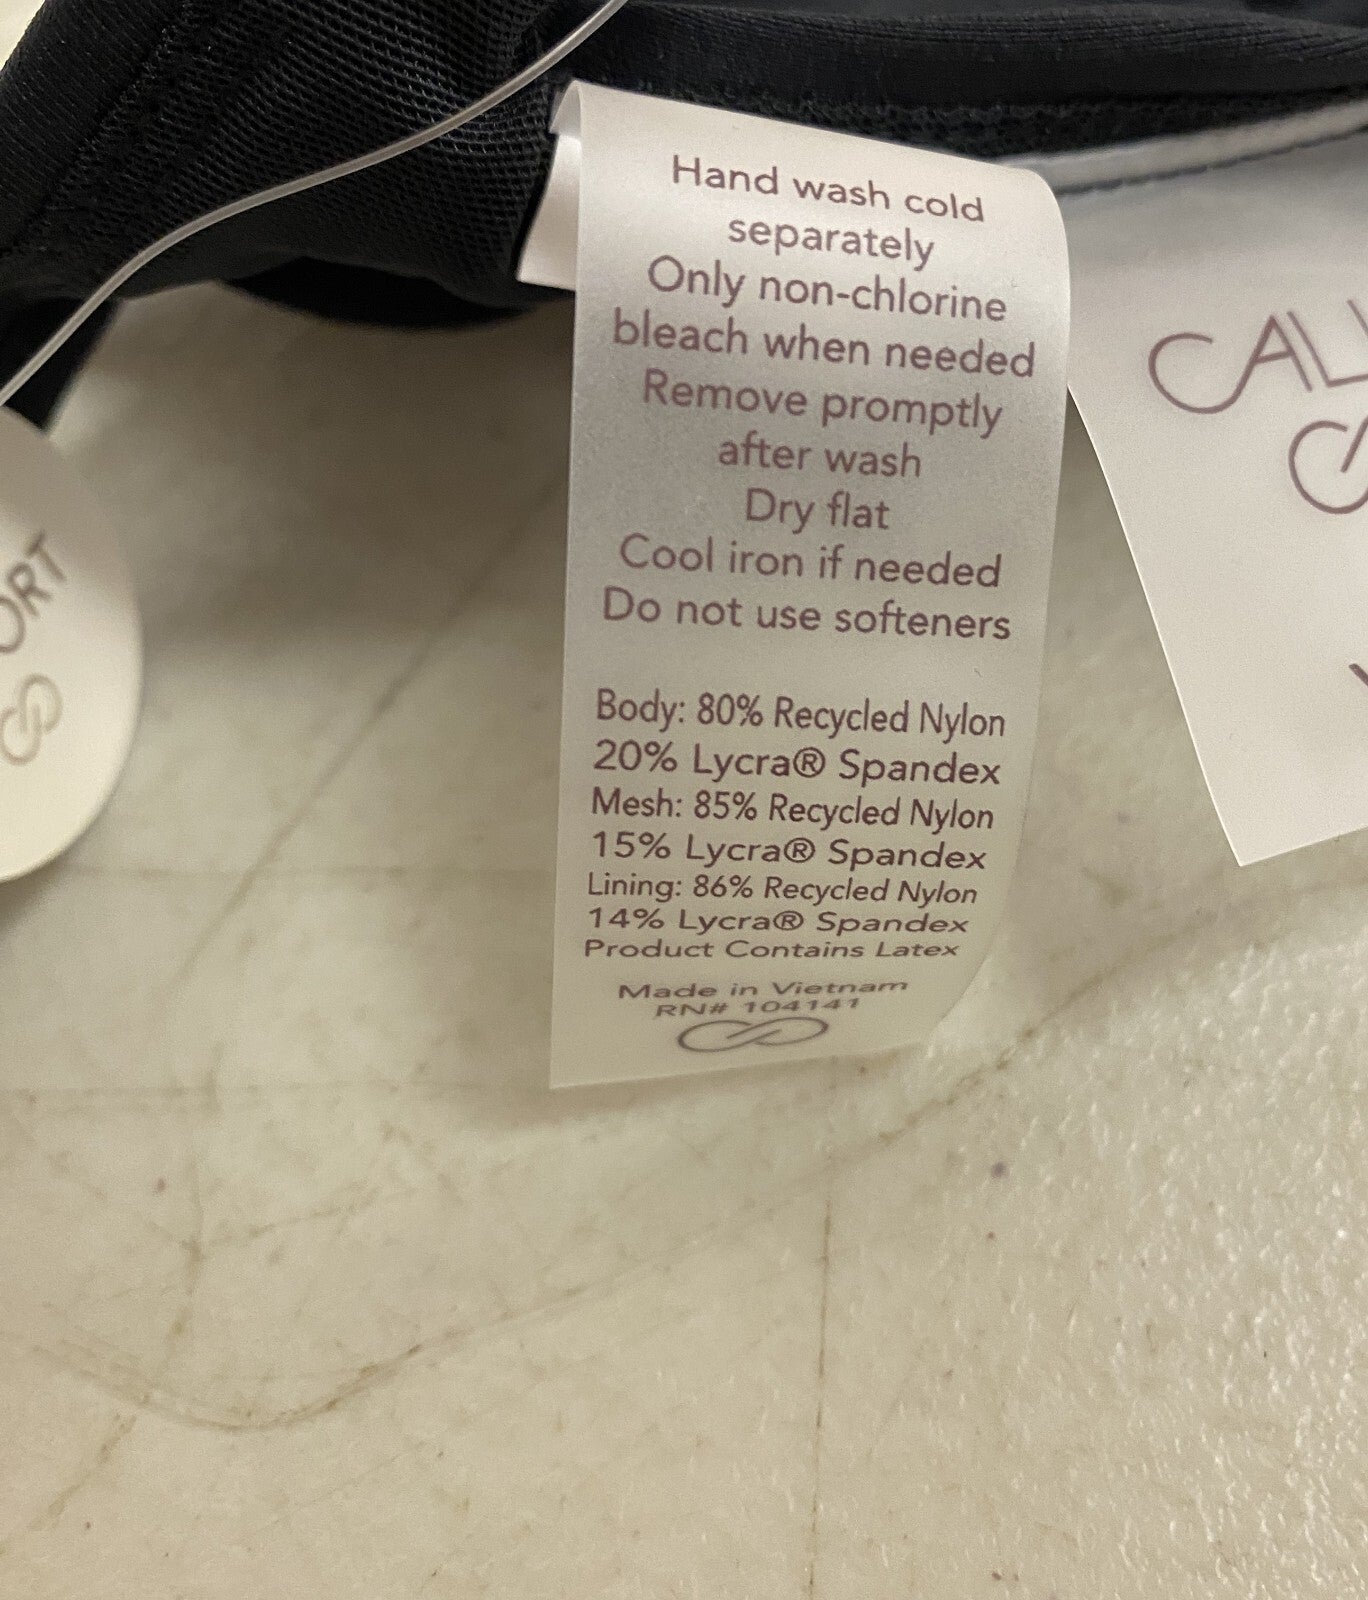 Hand wash cold
separately
Only non-chlorine
bleach when needed
Remove promptly
after wash
Dry flat
Cool iron if needed
Do not use softeners
Body: 80% Recycled Nylon
20% Lycra® Spandex
Mesh: 85% Recycled Nylon
15% Lycra® Spandex
Lining: 86% Recycled Nylon
14% Lycra® Spandex
Product Contains Latex
Made in Vietnam
RN# 104141
ORT
CAL